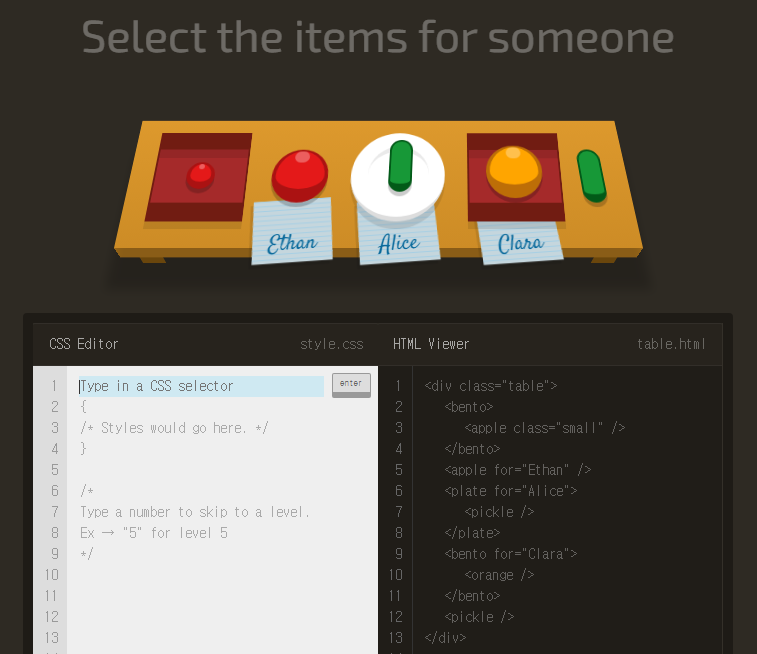 Select the items for someone
Ethan
Alice
Clara
CSS Editor
style.css
1
Type in a CSS selector
enter
2
{
3
/* Styles would go here. */
4
}
5
6
/*
7
Type a number to skip to a level.
8
Ex → "5" for level 5
9
*/
10
11
12
13
HTML Viewer
table.html
1
<div class="table">
2
<bento>
3
<apple class="small" />
4
</bento>
5
<apple for="Ethan" />
6
<plate for="Alice">
7
<pickle />
8
</plate>
9
<bento for="Clara">
10
<orange />
11
</bento>
12
<pickle />
13
</div>